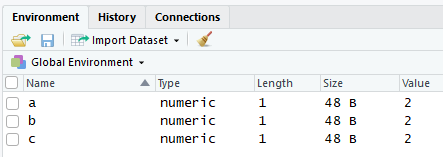 Environment History Connections
Import Dataset
Global Environment
Name Type Length Size Value
a numeric 1 48 B 2
b numeric 1 48 B 2
c numeric 1 48 B 2